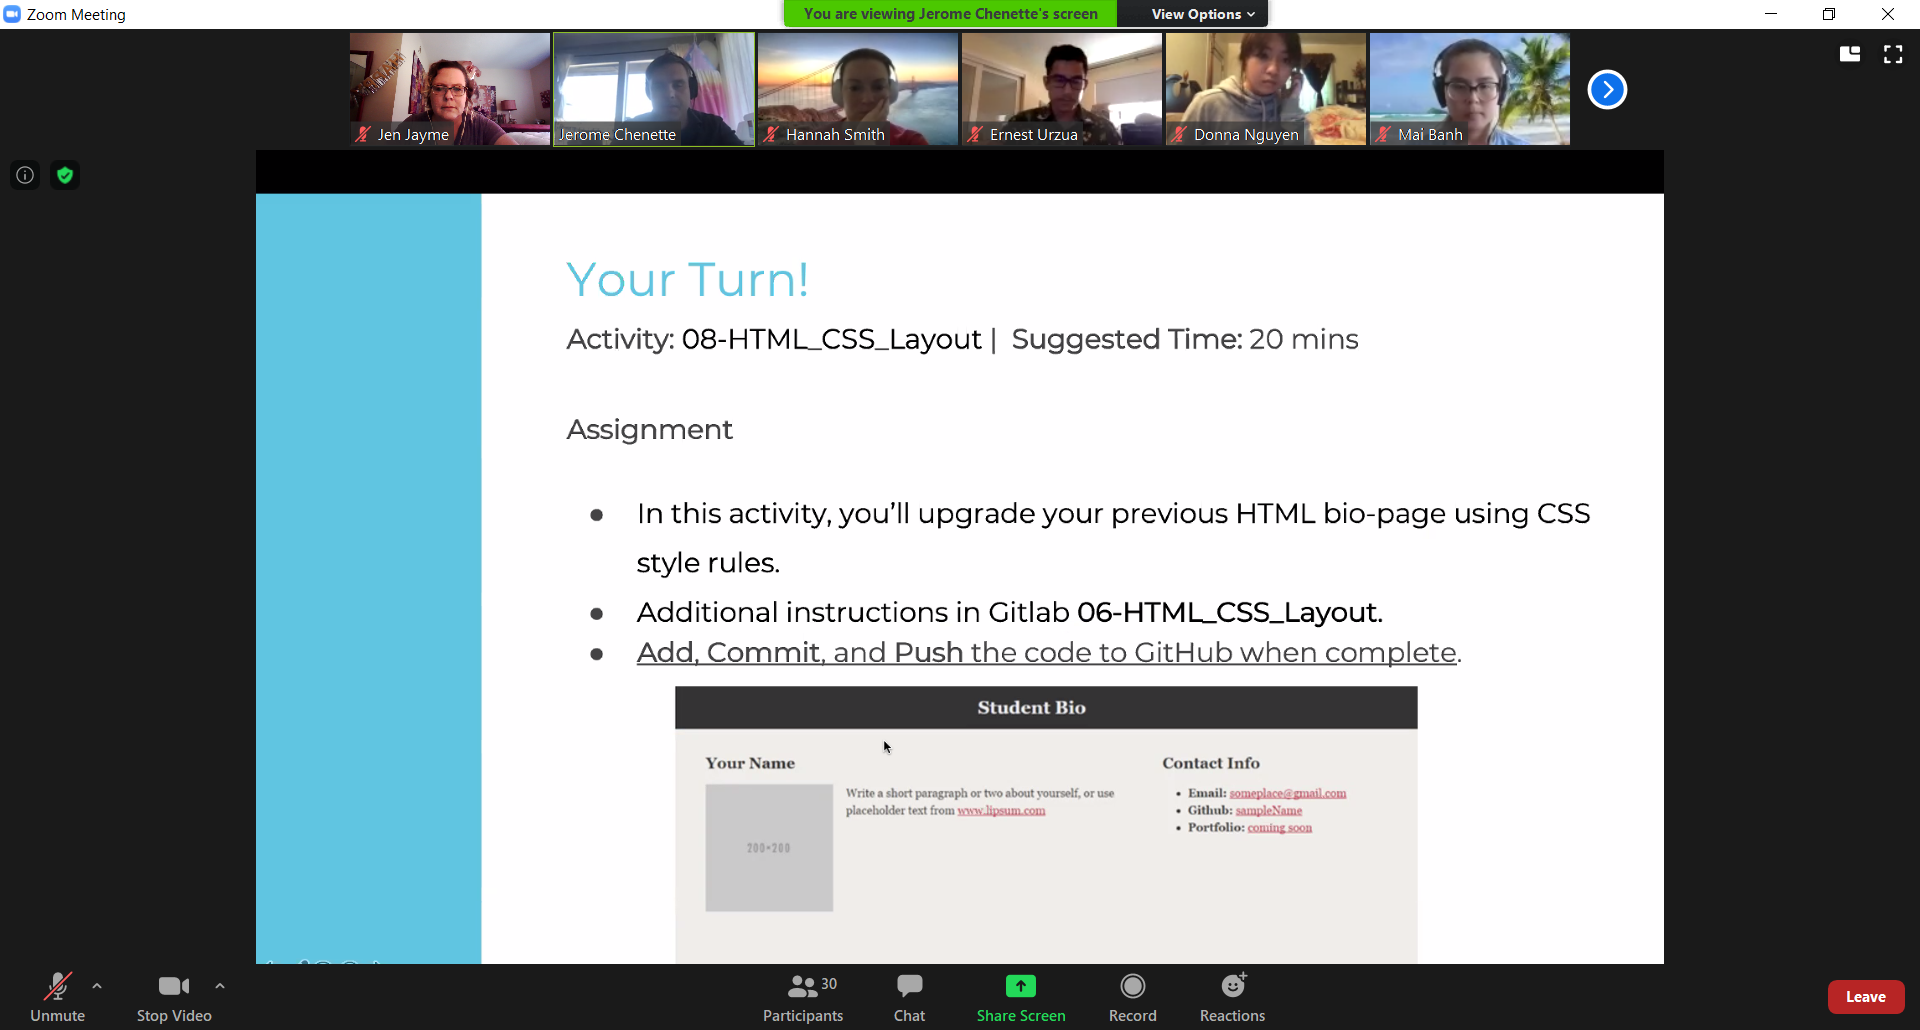 Zoom Meeting
You are viewing Jerome Chenette's screen
View Options
Jen Jayme
Jerome Chenette
Hannah Smith
Ernest Urzua
Donna Nguyen
Mai Banh
Your Turn!
Activity: 08-HTML_CSS_Layout | Suggested Time: 20 mins
Assignment
● In this activity, you'll upgrade your previous HTML bio-page using CSS
style rules.
● Additional instructions in Gitlab 06-HTML_CSS_Layout.
● Add, Commit, and Push the code to GitHub when complete.
Student Bio
Your Name
200×200
Write a short paragraph or two about yourself, or use
placeholder text from www.lipsum.com
Contact Info
• Email: someplace@gmail.com
• Github: sampleName
• Portfolio: coming soon
Unmute
Stop Video
30
Participants
Chat
Share Screen
Record
Reactions
Leave